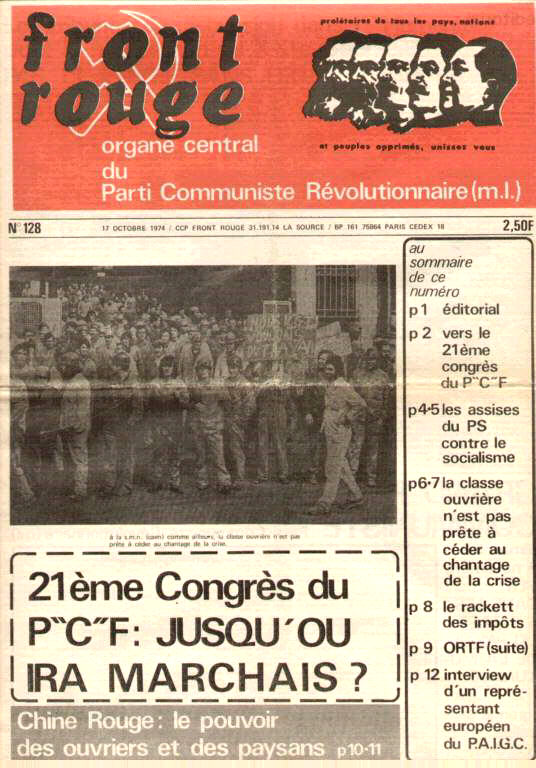 front
rouge
organe central
du
Parti Communiste Révolutionnaire (m.l.)
prolétaires de tous les pays, nations
et peuples opprimés, unissez vous
N° 128
17 OCTOBRE 1974 / CCP FRONT ROUGE 31.191.14 LA SOURCE / BP 161 75864 PARIS CEDEX 18
2,50F
à la s.m.n. (caen) comme ailleurs, la classe ouvrière n'est pas
prête à céder au chantage de la crise.
21ème Congrès du
P"C"F: JUSQU'OU
IRA MARCHAIS ?
Chine Rouge: le pouvoir
des ouvriers et des paysans p10-11
au
sommaire
de ce
numéro
p1 éditorial
p 2 vers le
21ème
congrès
du P"C"F
p4•5 les assises
du PS
contre le
socialisme
p6•7 la classe
ouvrière
n'est pas
prête à
céder au
chantage
de la crise
p 8 le rackett
des impôts
p 9 ORTF (suite)
p 12 interview
d'un repré-
sentant
européen
du P.A.I.G.C.